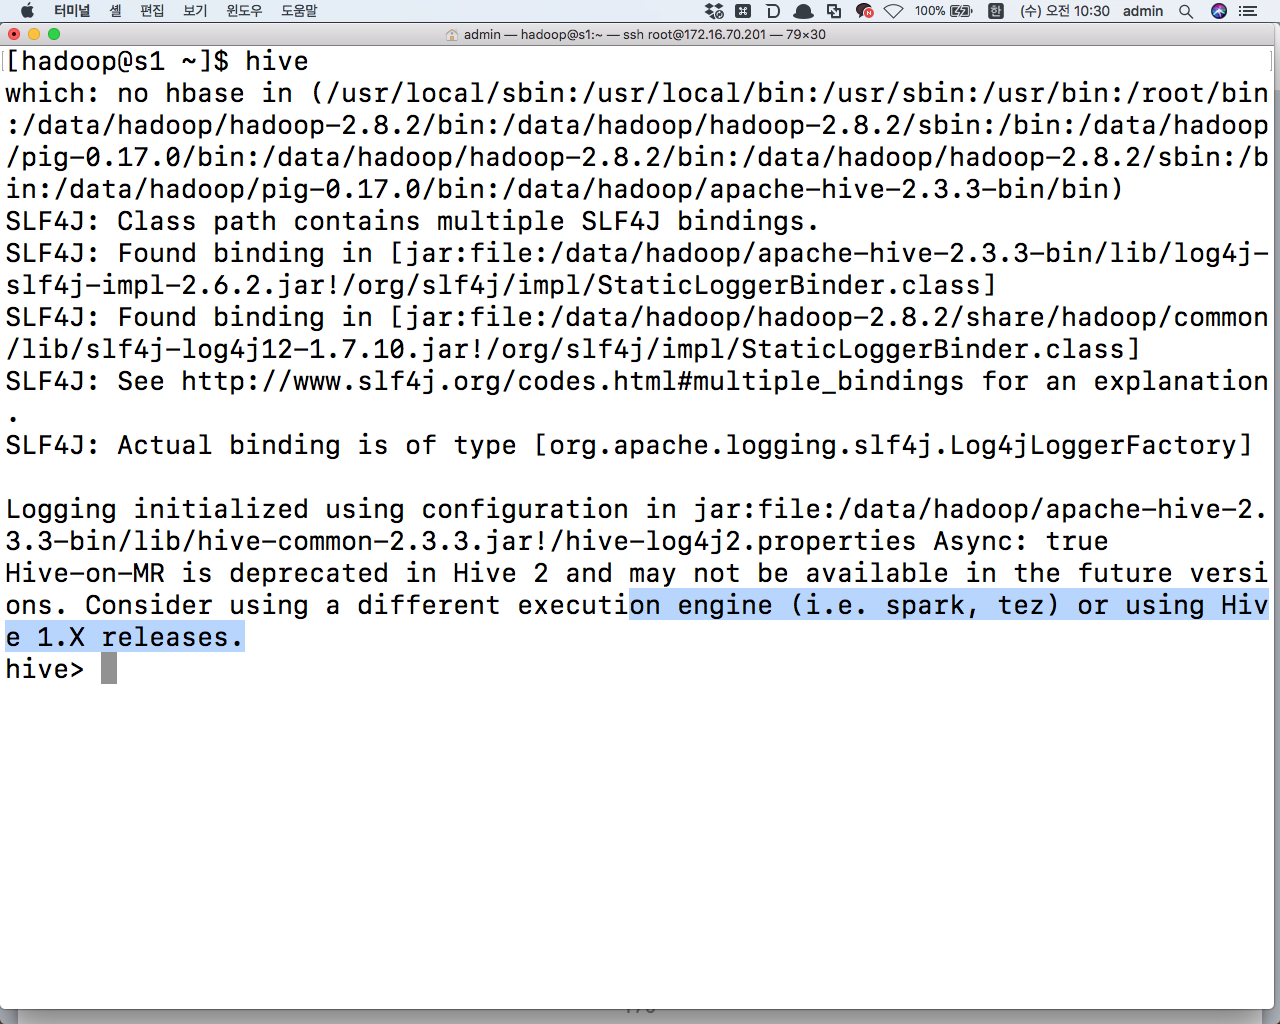 터미널 셸 편집 보기 윈도우 도움말 100% 한 (수) 오전 10:30 admin
admin — hadoop@s1:~ — ssh root@172.16.70.201 — 79×30
[hadoop@s1 ~]$ hive
which: no hbase in (/usr/local/sbin:/usr/local/bin:/usr/sbin:/usr/bin:/root/bin
:/data/hadoop/hadoop-2.8.2/bin:/data/hadoop/hadoop-2.8.2/sbin:/bin:/data/hadoop
/pig-0.17.0/bin:/data/hadoop/hadoop-2.8.2/bin:/data/hadoop/hadoop-2.8.2/sbin:/b
in:/data/hadoop/pig-0.17.0/bin:/data/hadoop/apache-hive-2.3.3-bin/bin)
SLF4J: Class path contains multiple SLF4J bindings.
SLF4J: Found binding in [jar:file:/data/hadoop/apache-hive-2.3.3-bin/lib/log4j-
slf4j-impl-2.6.2.jar!/org/slf4j/impl/StaticLoggerBinder.class]
SLF4J: Found binding in [jar:file:/data/hadoop/hadoop-2.8.2/share/hadoop/common
/lib/slf4j-log4j12-1.7.10.jar!/org/slf4j/impl/StaticLoggerBinder.class]
SLF4J: See http://www.slf4j.org/codes.html#multiple_bindings for an explanation
.
SLF4J: Actual binding is of type [org.apache.logging.slf4j.Log4jLoggerFactory]
Logging initialized using configuration in jar:file:/data/hadoop/apache-hive-2.
3.3-bin/lib/hive-common-2.3.3.jar!/hive-log4j2.properties Async: true
Hive-on-MR is deprecated in Hive 2 and may not be available in the future versi
ons. Consider using a different execution engine (i.e. spark, tez) or using Hiv
e 1.X releases.
hive>